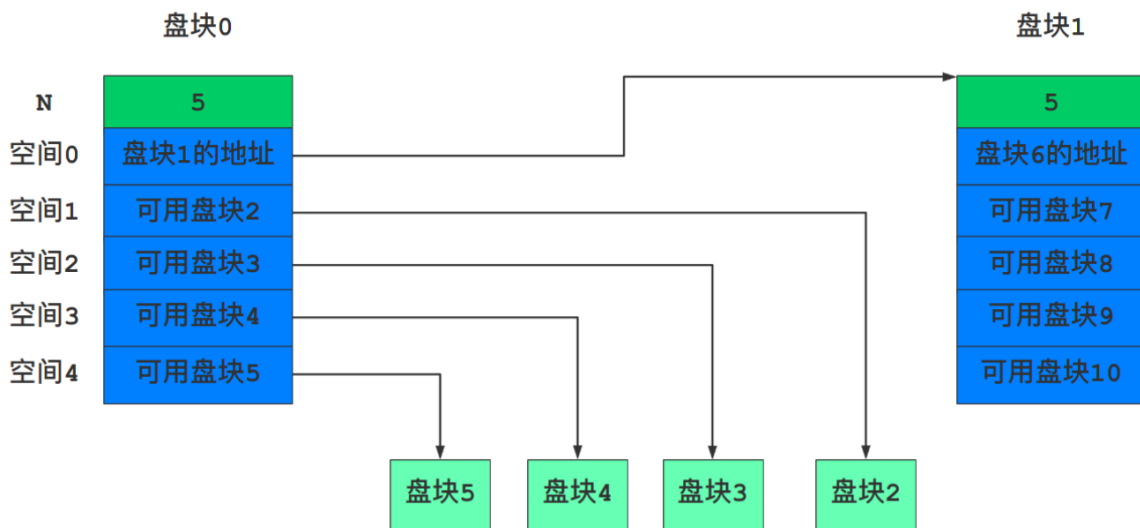 盘块0 盘块1
N 5 5
空间0 盘块1的地址 盘块6的地址
空间1 可用盘块2 可用盘块7
空间2 可用盘块3 可用盘块8
空间3 可用盘块4 可用盘块9
空间4 可用盘块5 可用盘块10
盘块5 盘块4 盘块3 盘块2